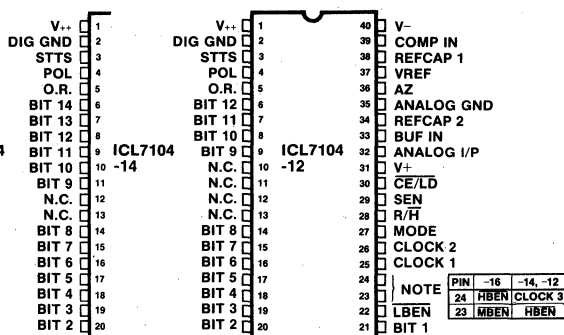 V++ 1
DIG GND 2
STTS 3
POL 4
O.R. 5
BIT 14 6
BIT 13 7
BIT 12 8
4 BIT 11 9 ICL7104
BIT 10 10 -14
BIT 9 11
N.C. 12
N.C. 13
BIT 8 14
BIT 7 15
BIT 6 16
BIT 5 17
BIT 4 18
BIT 3 19
BIT 2 20
V++ 1 40 V-
DIG GND 2 39 COMP IN
STTS 3 38 REFCAP 1
POL 4 37 VREF
O.R. 5 36 AZ
BIT 12 6 35 ANALOG GND
BIT 11 7 34 REFCAP 2
BIT 10 8 33 BUF IN
BIT 9 9 ICL7104 32 ANALOG I/P
N.C. 10 -12 31 V+
N.C. 11 30 CE/LD
N.C. 12 29 SEN
N.C. 13 28 R/H
BIT 8 14 27 MODE
BIT 7 15 26 CLOCK 2
BIT 6 16 25 CLOCK 1
BIT 5 17 24
BIT 4 18 23
NOTE
BIT 3 19 22 LBEN
BIT 2 20 21 BIT 1
PIN -16 -14, -12
24 HBEN CLOCK 3
23 MBEN HBEN